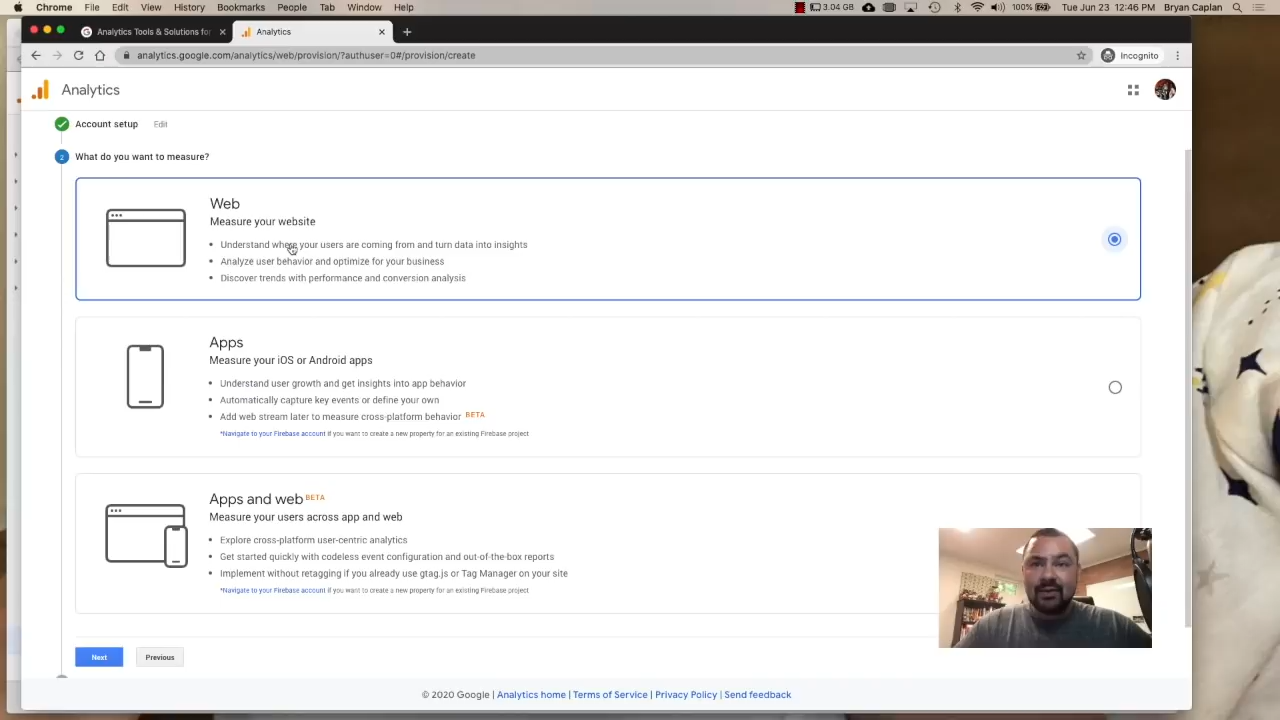 Chrome File Edit View History Bookmarks People Tab Window Help 3.04 GB 100% Tue Jun 23 12:46 PM Bryan Caplan
Analytics Tools & Solutions for Analytics
analytics.google.com/analytics/web/provision/?authuser=0#/provision/create Incognito
Analytics
Account setup Edit
2 What do you want to measure?
Web
Measure your website
Understand where your users are coming from and turn data into insights
Analyze user behavior and optimize for your business
Discover trends with performance and conversion analysis
Apps
Measure your iOS or Android apps
Understand user growth and get insights into app behavior
Automatically capture key events or define your own
Add web stream later to measure cross-platform behavior BETA
*Navigate to your Firebase account if you want to create a new property for an existing Firebase project
Apps and web BETA
Measure your users across app and web
Explore cross-platform user-centric analytics
Get started quickly with codeless event configuration and out-of-the-box reports
Implement without retagging if you already use gtag.js or Tag Manager on your site
*Navigate to your Firebase account if you want to create a new property for an existing Firebase project
Next Previous
© 2020 Google | Analytics home | Terms of Service | Privacy Policy | Send feedback